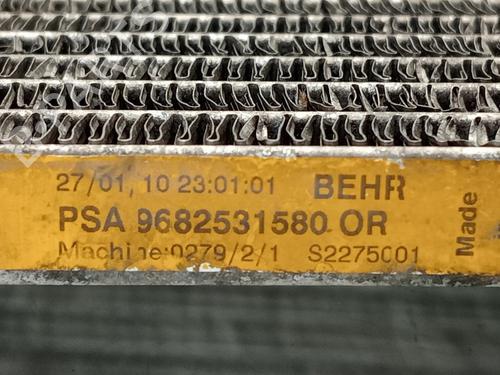 27/01, 10 23:01:01 BEHR
PSA 9682531580 OR
Machine:0279/2/1 S2275001
Made